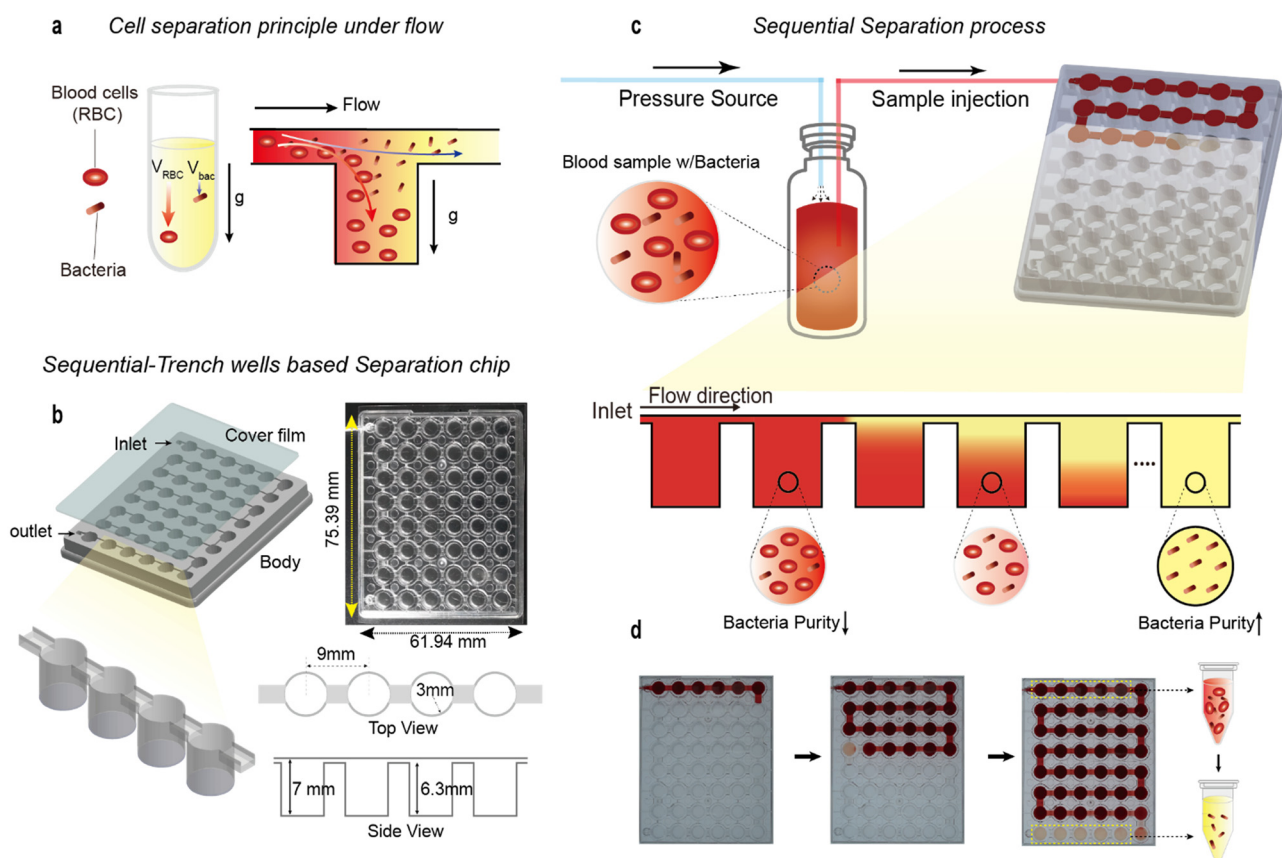 a
Cell separation principle under flow
Blood cells
(RBC)
V_RBC
V_bac
g
Flow
g
Bacteria
Sequential-Trench wells based Separation chip
b
Inlet
Cover film
outlet
Body
75.39 mm
61.94 mm
9mm
3mm
Top View
7 mm
6.3mm
Side View
c
Sequential Separation process
Pressure Source
Sample injection
Blood sample w/Bacteria
Inlet
Flow direction
Bacteria Purity↓
Bacteria Purity↑
d